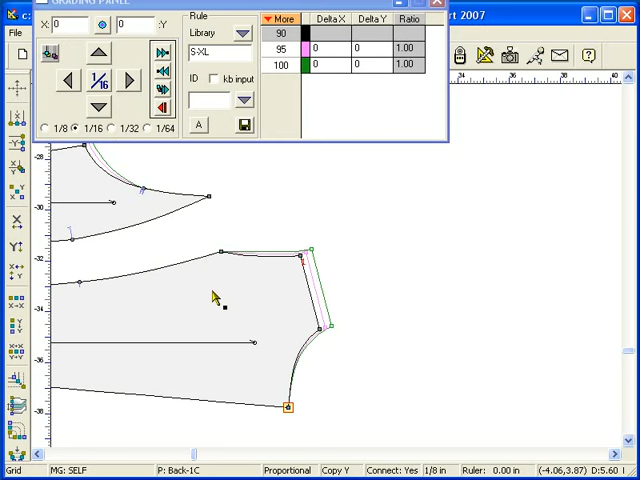 GRADING PANEL
c:
art 2007
File
X: 0 0 :Y
Rule
Library
S-XL
ID kb input
A
1/16
1/8 1/16 1/32 1/64
More Delta X Delta Y Ratio
90
95 0 0 1.00
100 0 0 1.00
34 36 38 40
-28
-30
-32
-34
-36
-38
Grid MG: SELF P: Back-1C Proportional Copy Y Connect: Yes 1/8 in Ruler: 0.00 in (-4.06,3.87) D:5.60 I